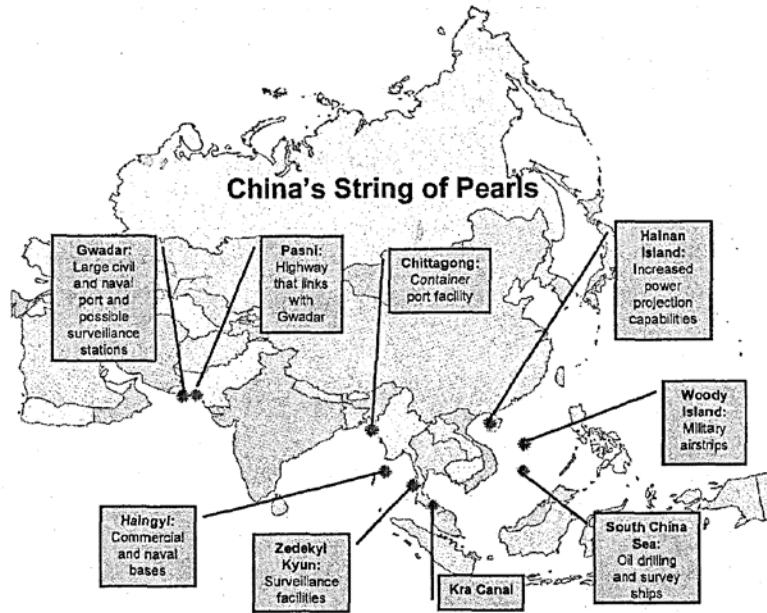 China's String of Pearls
Gwadar:
Large civil
and naval
port and
possible
surveillance
stations
Pasni:
Highway
that links
with
Gwadar
Chittagong:
Container
port facility
Hainan
Island:
Increased
power
projection
capabilities
Woody
Island:
Military
airstrips
Haingyi:
Commercial
and naval
bases
Zedekyi
Kyun:
Surveillance
facilities
Kra Canal
South China
Sea:
Oil drilling
and survey
ships